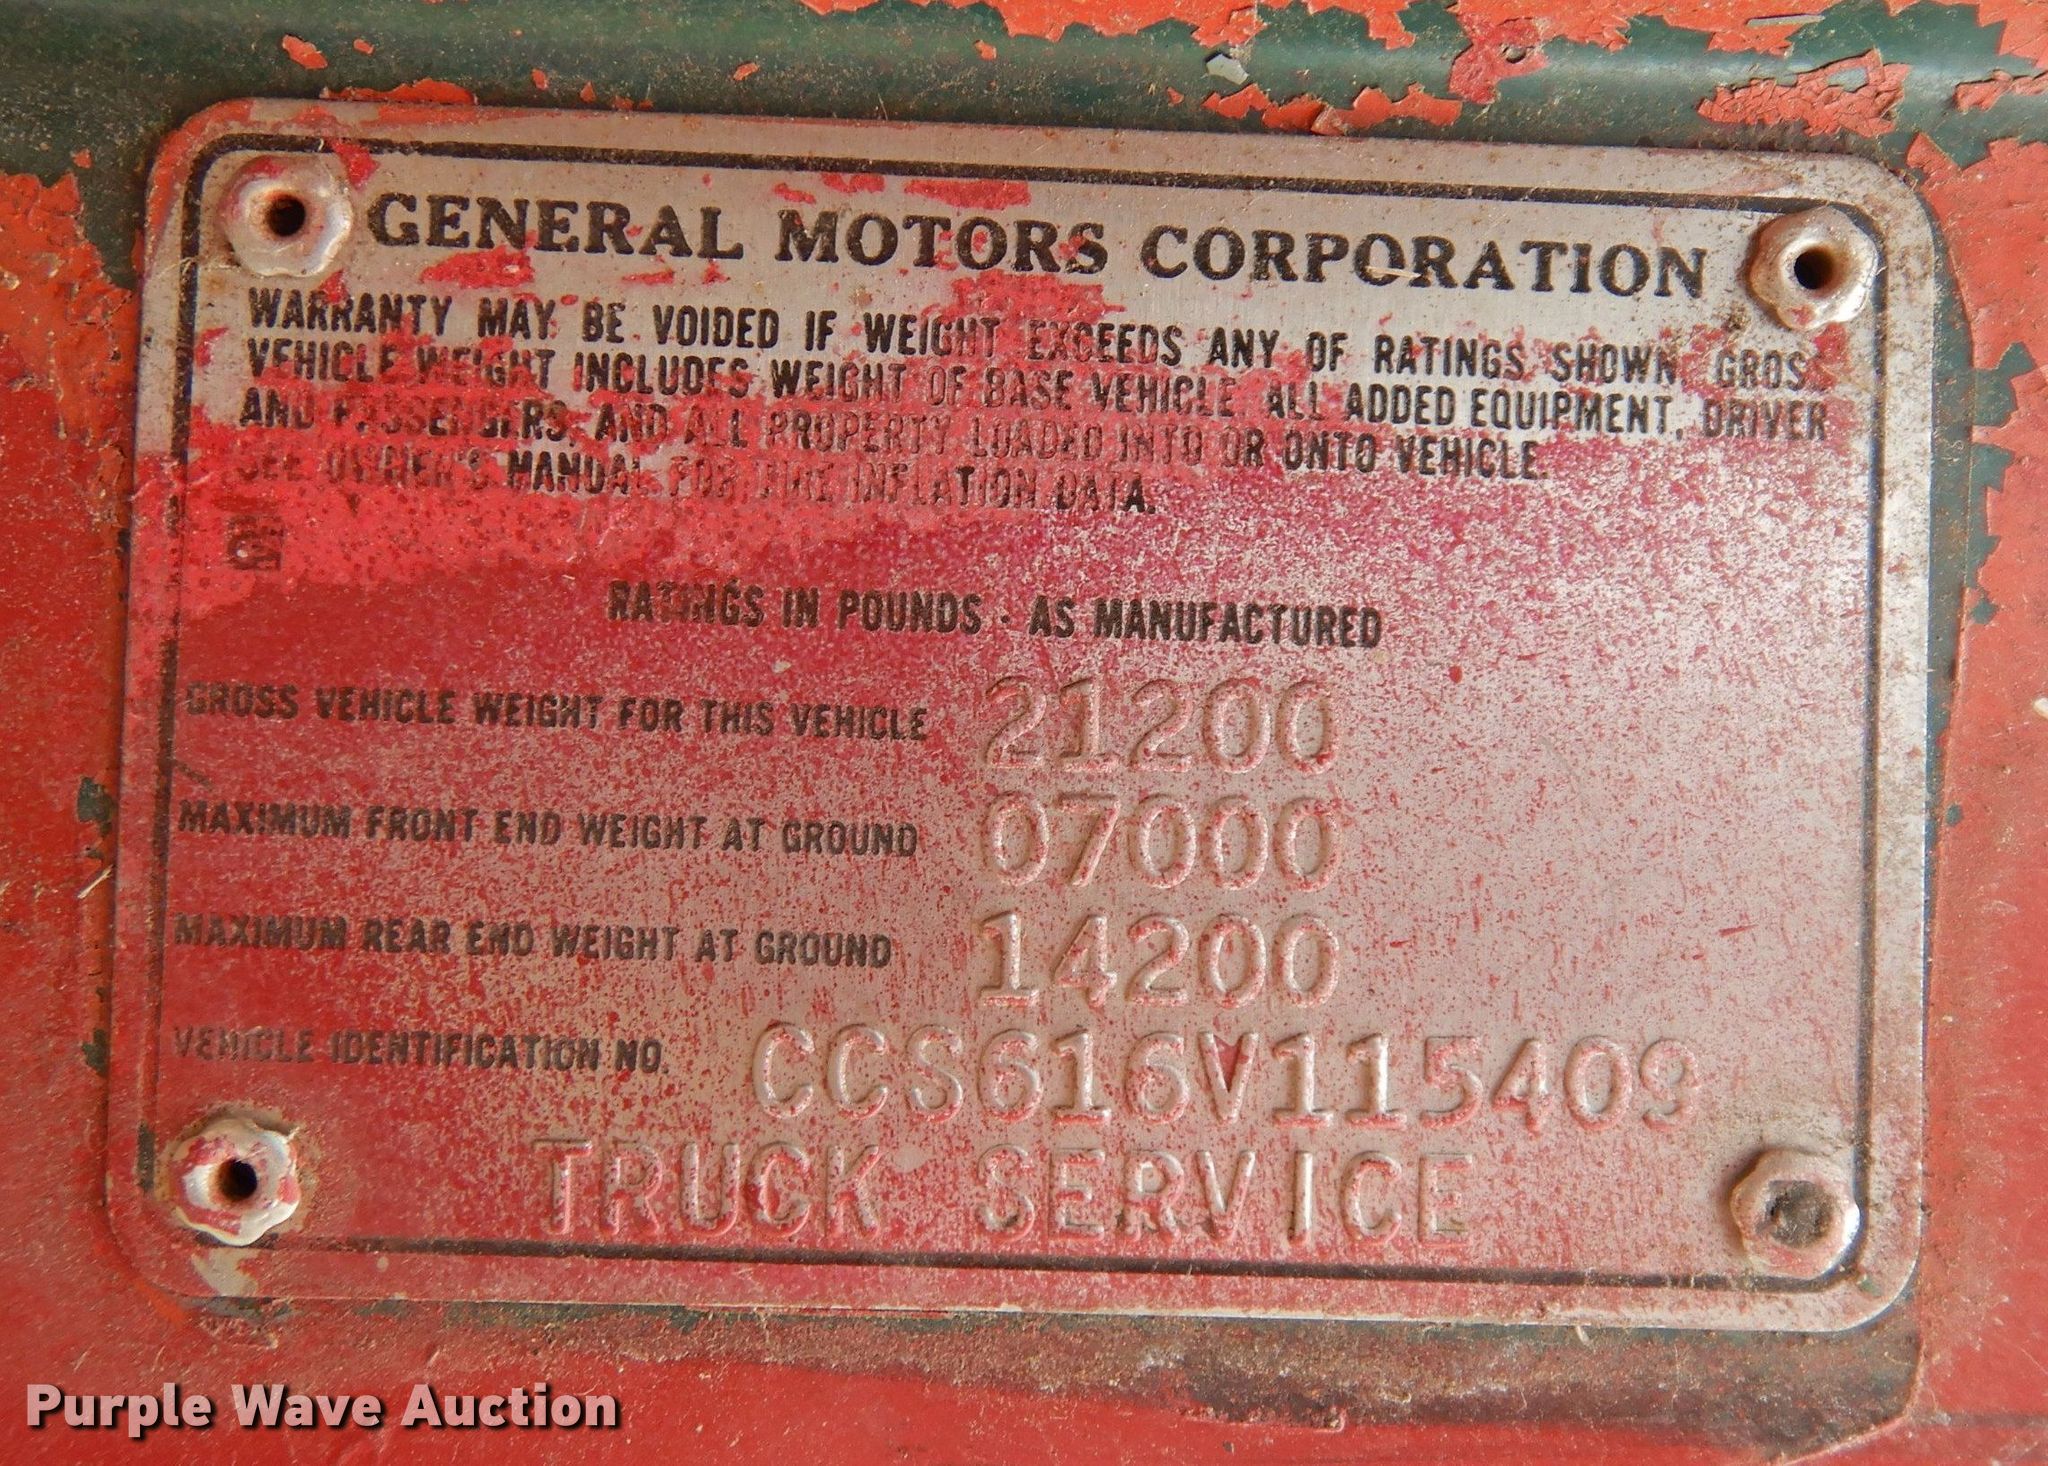 GENERAL MOTORS CORPORATION
WARRANTY MAY BE VOIDED IF WEIGHT EXCEEDS ANY OF RATINGS SHOWN. GROSS
VEHICLE WEIGHT INCLUDES WEIGHT OF BASE VEHICLE, ALL ADDED EQUIPMENT, DRIVER
AND PASSENGERS, AND ALL PROPERTY LOADED INTO OR ONTO VEHICLE.
SEE OWNER'S MANUAL FOR TIRE INFLATION DATA.
RATINGS IN POUNDS - AS MANUFACTURED
GROSS VEHICLE WEIGHT FOR THIS VEHICLE 21200
MAXIMUM FRONT END WEIGHT AT GROUND 07000
MAXIMUM REAR END WEIGHT AT GROUND 14200
VEHICLE IDENTIFICATION NO. CCS616V115409
TRUCK SERVICE
Purple Wave Auction